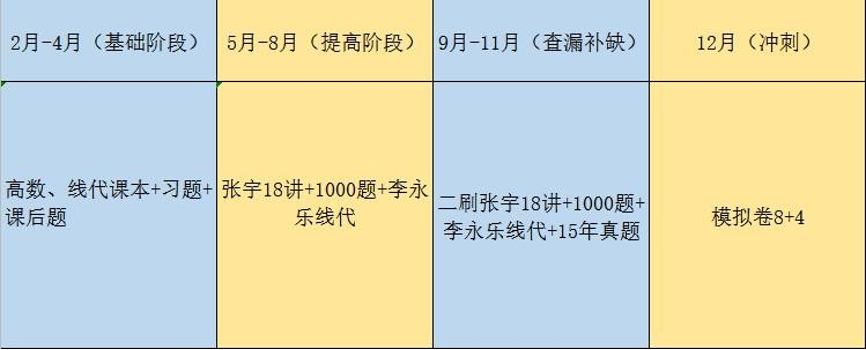 2月-4月（基础阶段）
5月-8月（提高阶段）
9月-11月（查漏补缺）
12月（冲刺）
高数、线代课本+习题+
课后题
张宇18讲+1000题+李永
乐线代
二刷张宇18讲+1000题+
李永乐线代+15年真题
模拟卷8+4